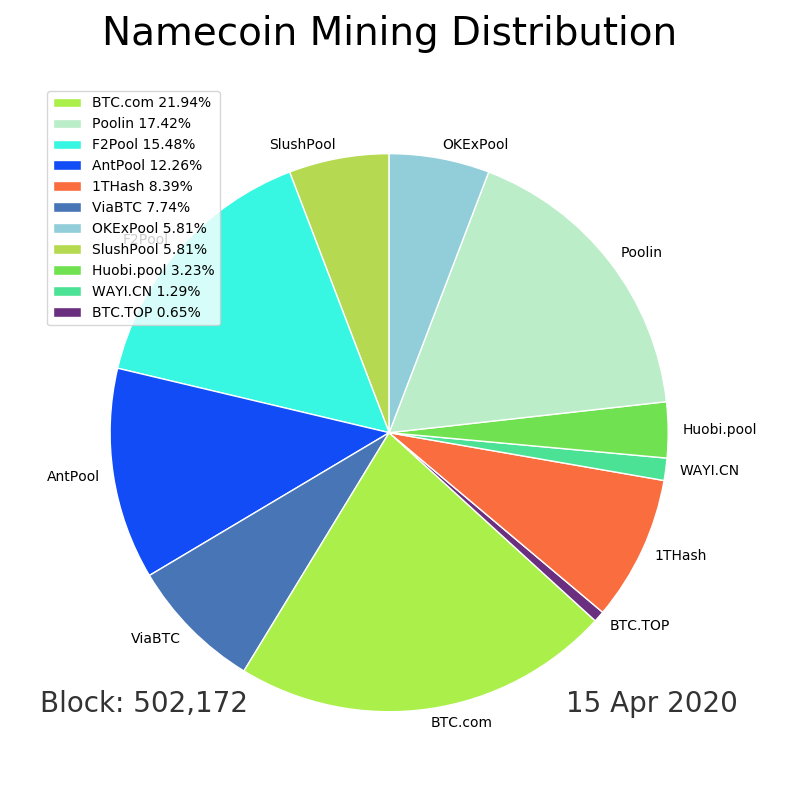 Namecoin Mining Distribution
BTC.com 21.94%
Poolin 17.42%
F2Pool 15.48%
AntPool 12.26%
1THash 8.39%
ViaBTC 7.74%
OKExPool 5.81%
SlushPool 5.81%
Huobi.pool 3.23%
WAYI.CN 1.29%
BTC.TOP 0.65%
SlushPool
OKExPool
F2Pool
Poolin
Huobi.pool
WAYI.CN
AntPool
1THash
BTC.TOP
ViaBTC
BTC.com
Block: 502,172
15 Apr 2020